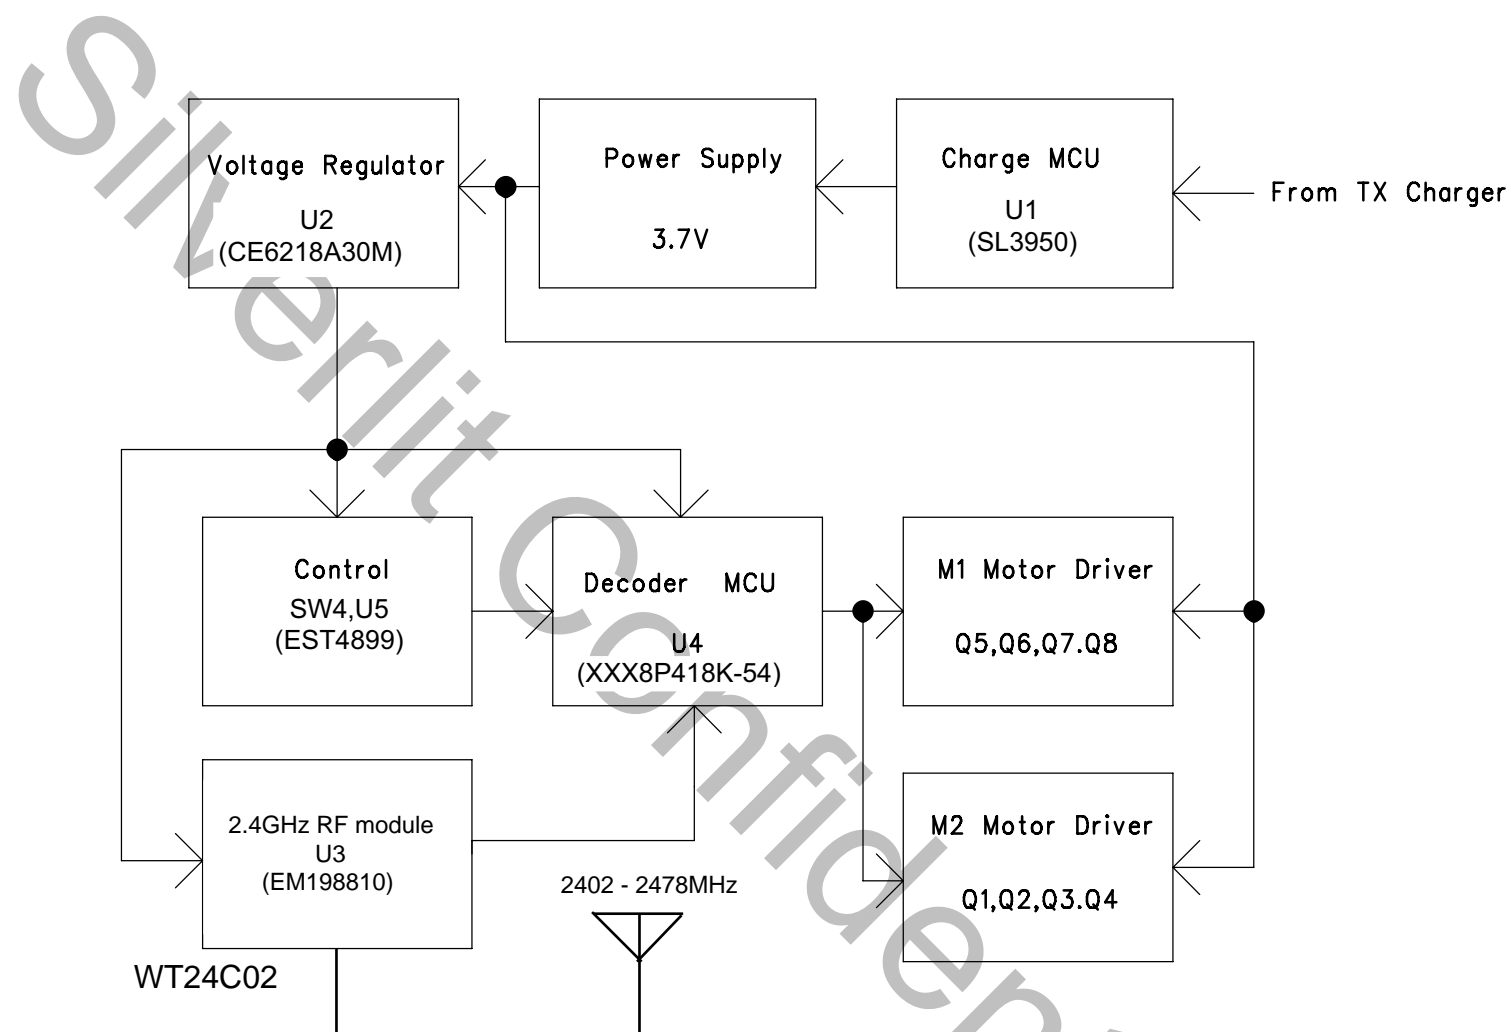 Voltage Regulator
U2
(CE6218A30M)
Power Supply
3.7V
Charge MCU
U1
(SL3950)
From TX Charger
Control
SW4,U5
(EST4899)
Decoder MCU
U4
(XXX8P418K-54)
M1 Motor Driver
Q5,Q6,Q7.Q8
2.4GHz RF module
U3
(EM198810)
2402 - 2478MHz
M2 Motor Driver
Q1,Q2,Q3.Q4
WT24C02
Silverlit Confident